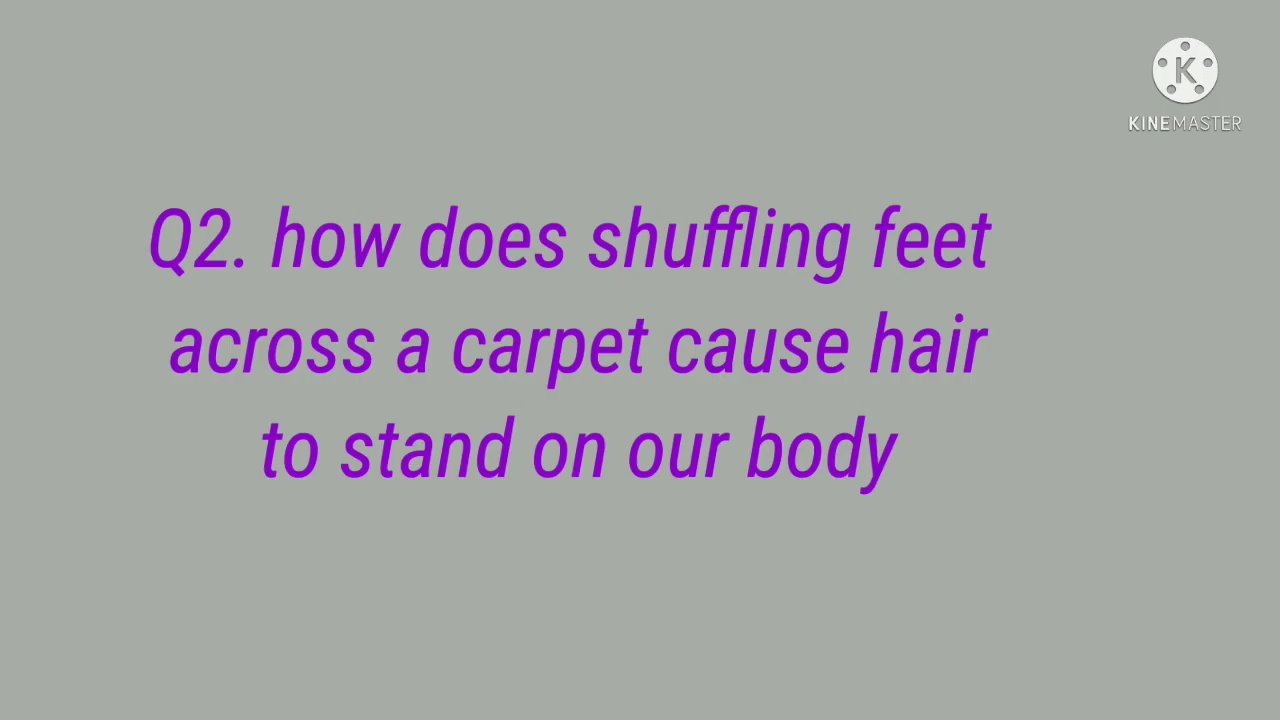 KINEMASTER
Q2. how does shuffling feet
across a carpet cause hair
to stand on our body